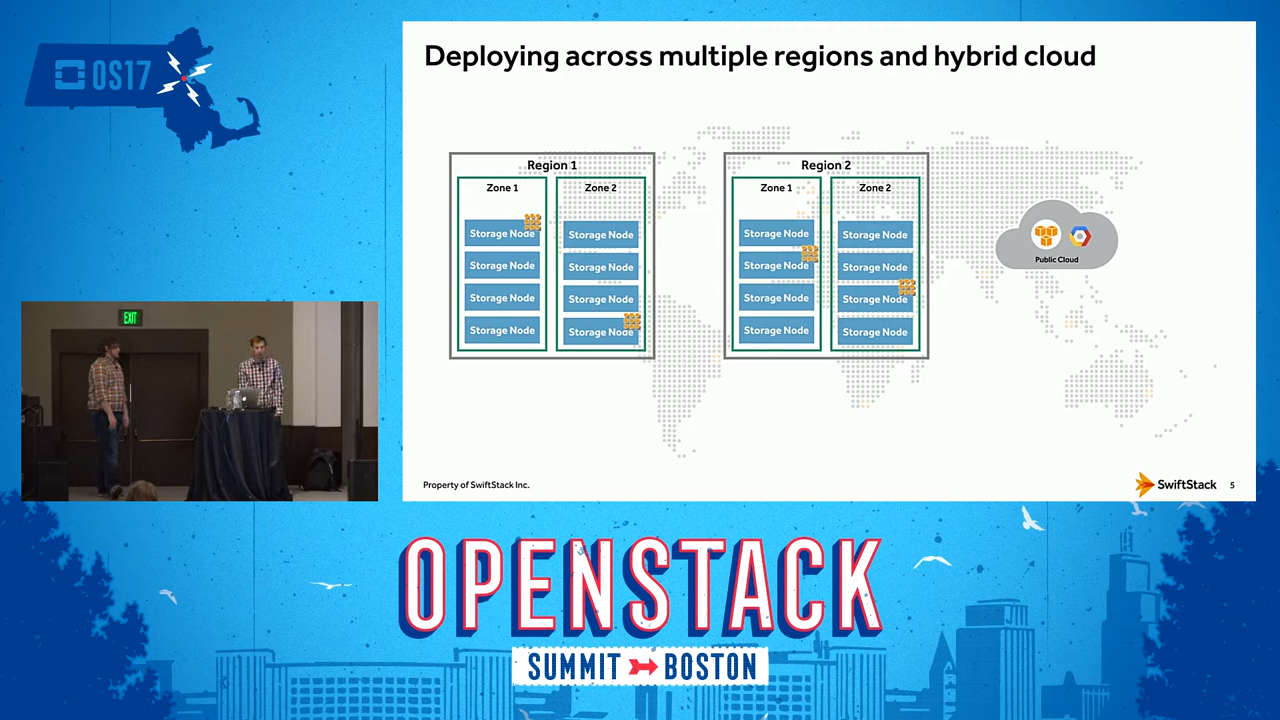 OS17
Deploying across multiple regions and hybrid cloud
Region 1
Zone 1
Storage Node
Storage Node
Storage Node
Storage Node
Zone 2
Storage Node
Storage Node
Storage Node
Storage Node
Region 2
Zone 1
Storage Node
Storage Node
Storage Node
Storage Node
Zone 2
Storage Node
Storage Node
Storage Node
Storage Node
Public Cloud
EXIT
Property of SwiftStack Inc.
SwiftStack 5
OPENSTACK
SUMMIT BOSTON